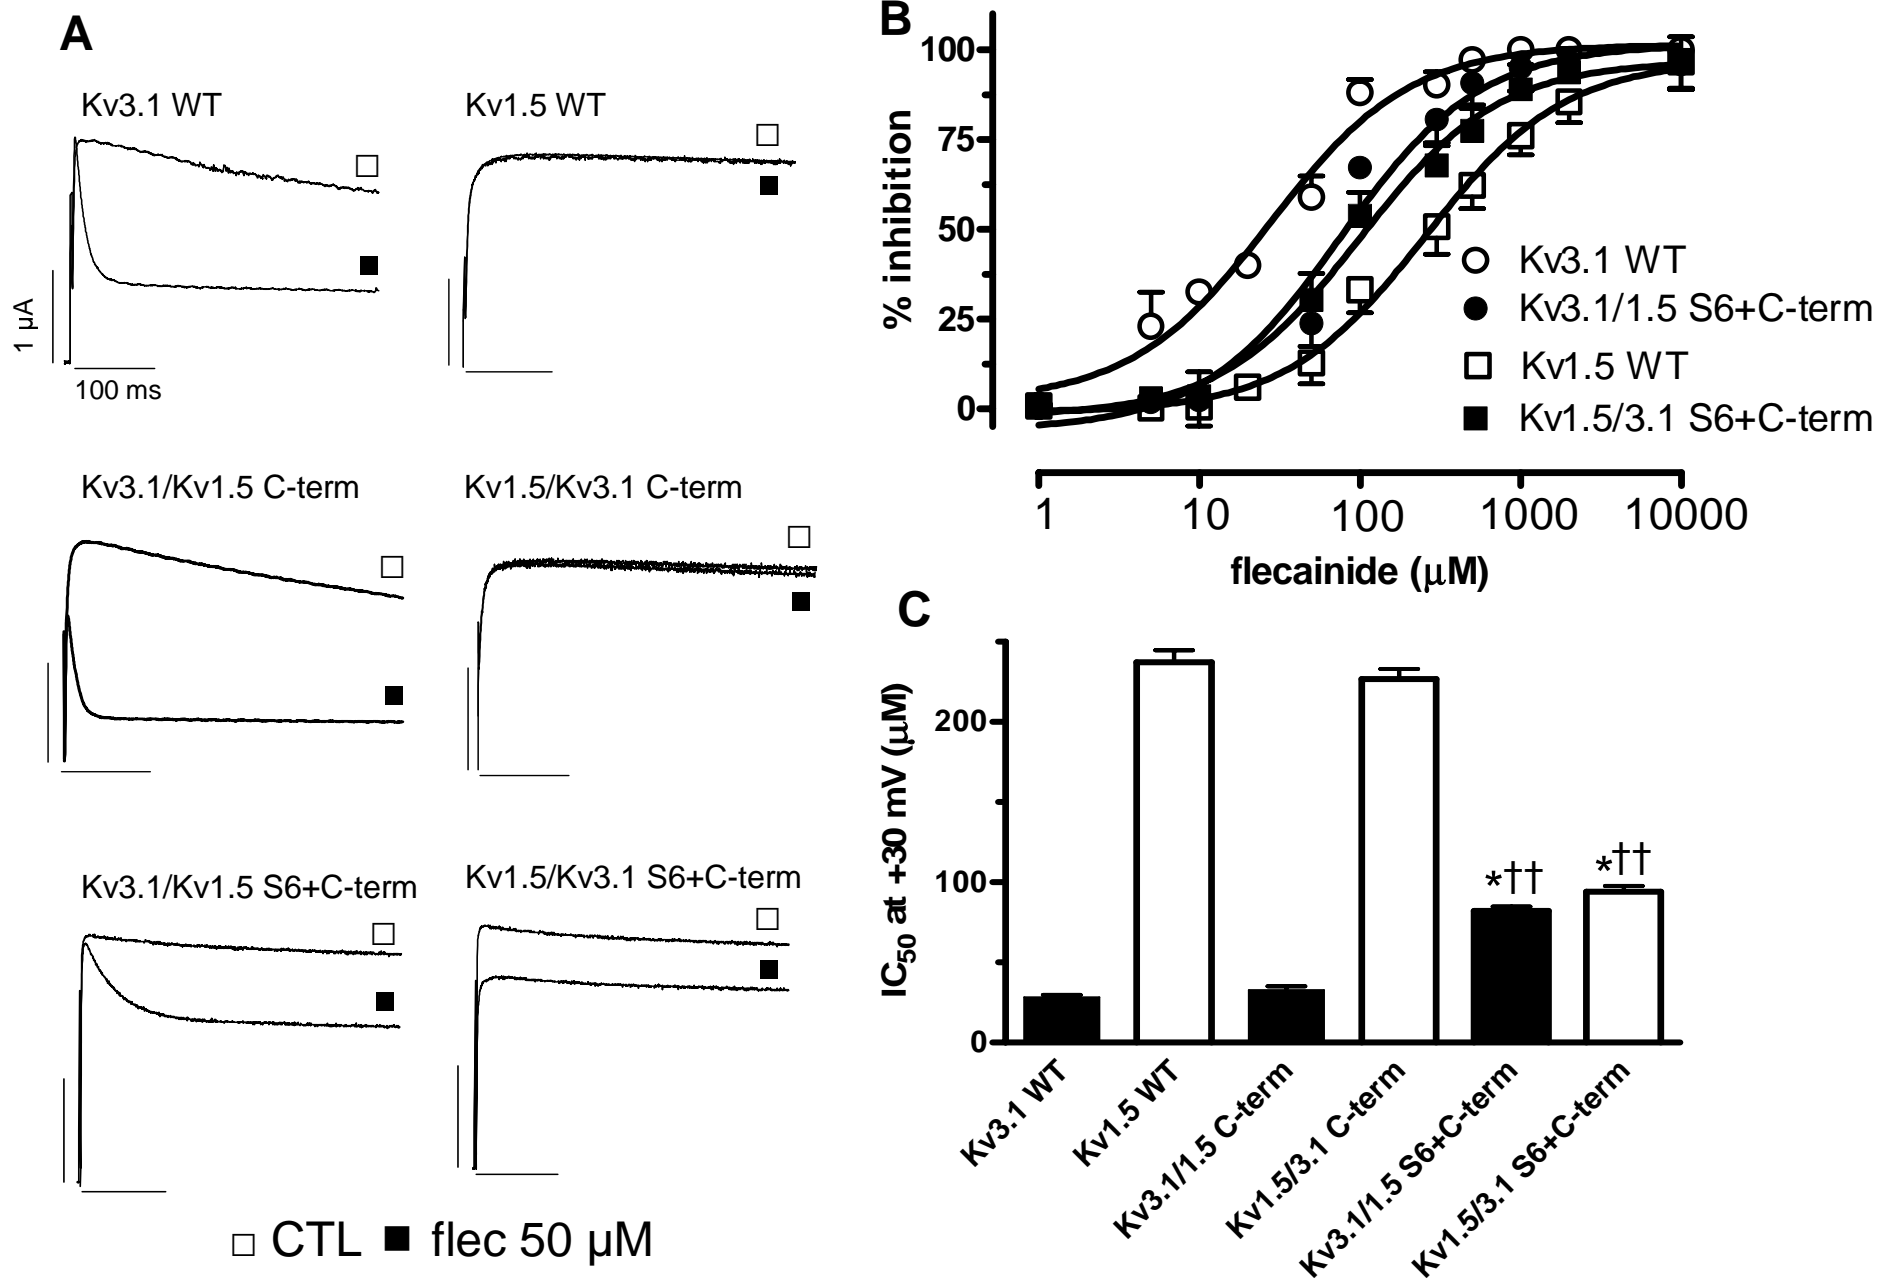 A
Kv3.1 WT
Kv1.5 WT
1 µA
100 ms
Kv3.1/Kv1.5 C-term
Kv1.5/Kv3.1 C-term
Kv3.1/Kv1.5 S6+C-term
Kv1.5/Kv3.1 S6+C-term
□ CTL ■ flec 50 µM
B
% inhibition
100
75
50
25
0
Kv3.1 WT
Kv3.1/1.5 S6+C-term
Kv1.5 WT
Kv1.5/3.1 S6+C-term
1 10 100 1000 10000
flecainide (µM)
C
IC50 at +30 mV (µM)
200
100
0
*††
*††
Kv3.1 WT
Kv1.5 WT
Kv3.1/1.5 C-term
Kv1.5/3.1 C-term
Kv3.1/1.5 S6+C-term
Kv1.5/3.1 S6+C-term